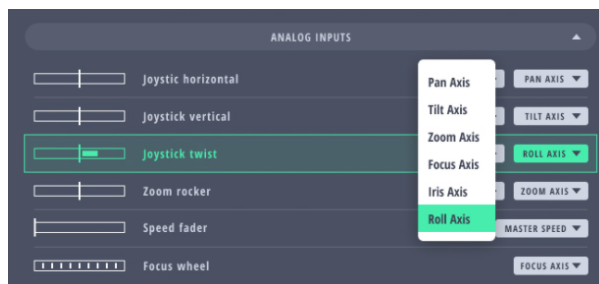 ANALOG INPUTS
Joystic horizontal
PAN AXIS
Joystick vertical
TILT AXIS
Joystick twist
ROLL AXIS
Zoom rocker
ZOOM AXIS
Speed fader
MASTER SPEED
Focus wheel
FOCUS AXIS
Pan Axis
Tilt Axis
Zoom Axis
Focus Axis
Iris Axis
Roll Axis